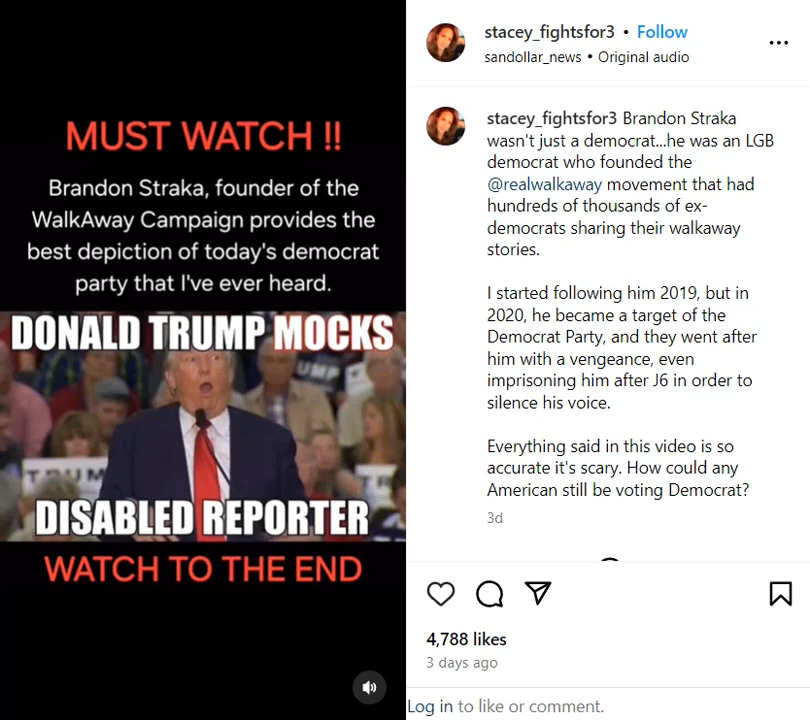 MUST WATCH !!
Brandon Straka, founder of the
WalkAway Campaign provides the
best depiction of today's democrat
party that I've ever heard.
DONALD TRUMP MOCKS
UMP
TRUM
TR
DISABLED REPORTER
WATCH TO THE END
stacey_fightsfor3 • Follow
sandollar_news • Original audio
stacey_fightsfor3 Brandon Straka
wasn't just a democrat...he was an LGB
democrat who founded the
@realwalkaway movement that had
hundreds of thousands of ex-
democrats sharing their walkaway
stories.
I started following him 2019, but in
2020, he became a target of the
Democrat Party, and they went after
him with a vengeance, even
imprisoning him after J6 in order to
silence his voice.
Everything said in this video is so
accurate it's scary. How could any
American still be voting Democrat?
3d
4,788 likes
3 days ago
Log in to like or comment.